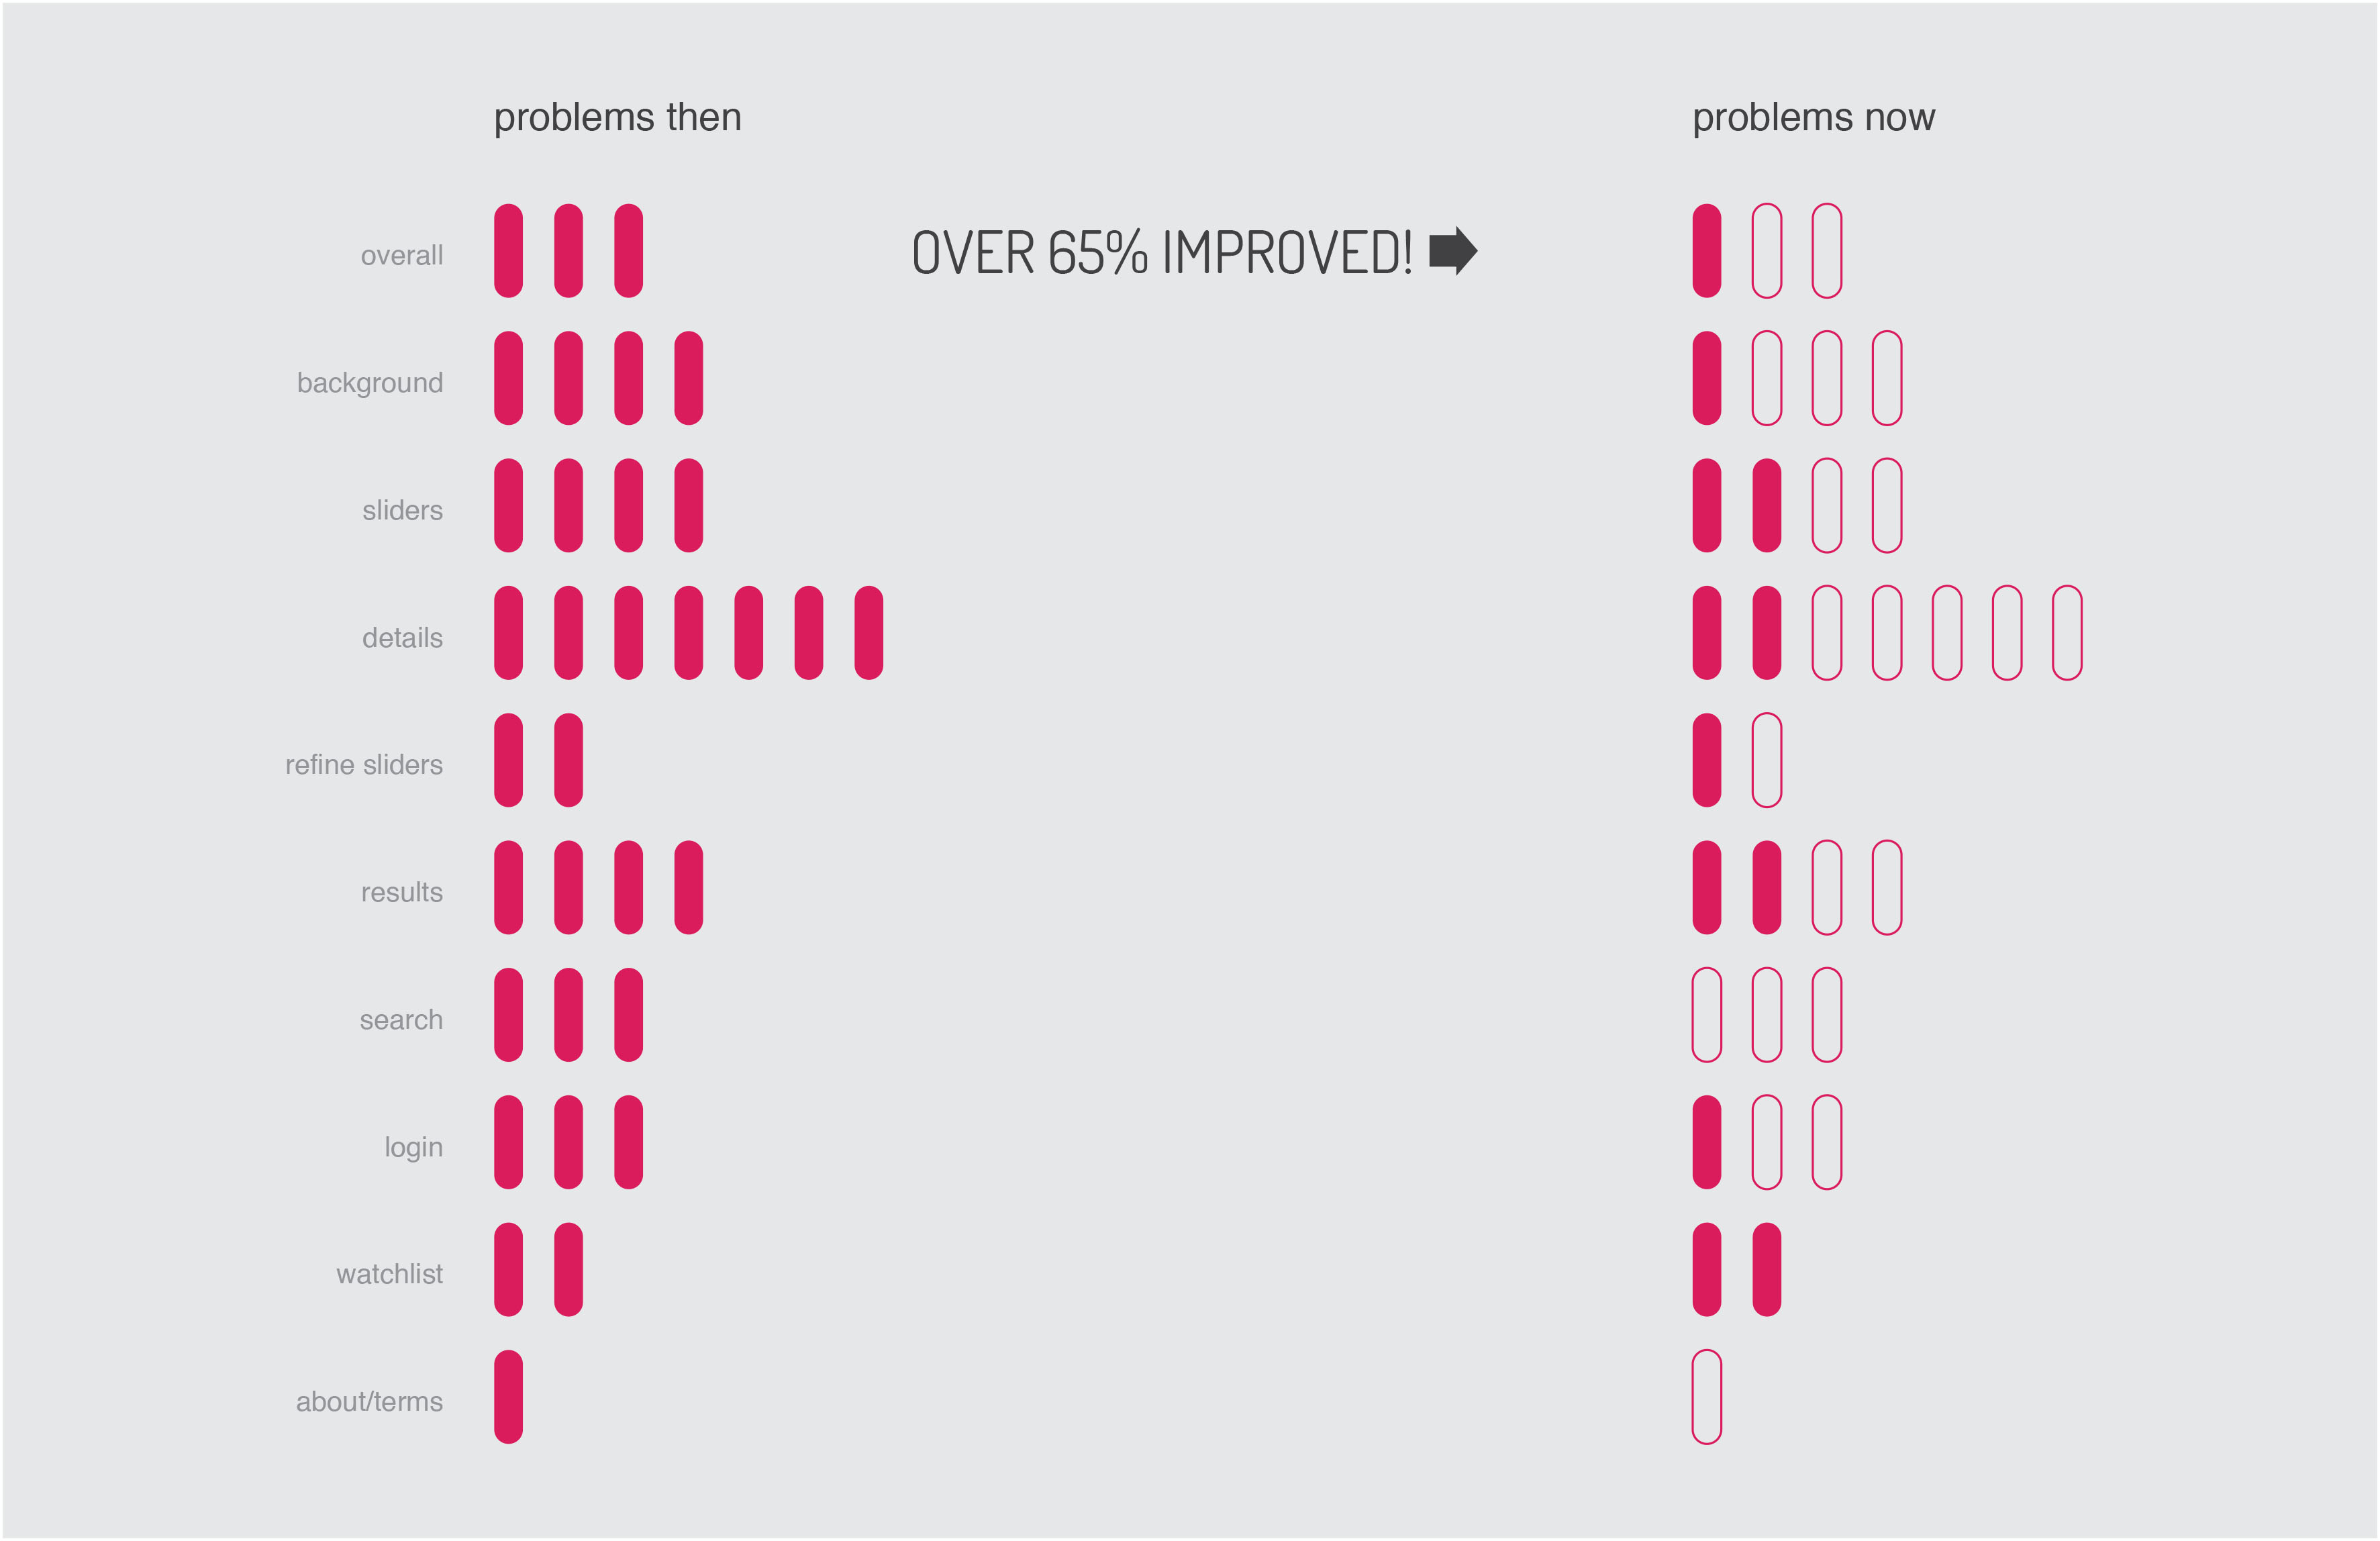 problems then
problems now
overall
OVER 65% IMPROVED!
background
sliders
details
refine sliders
results
search
login
watchlist
about/terms